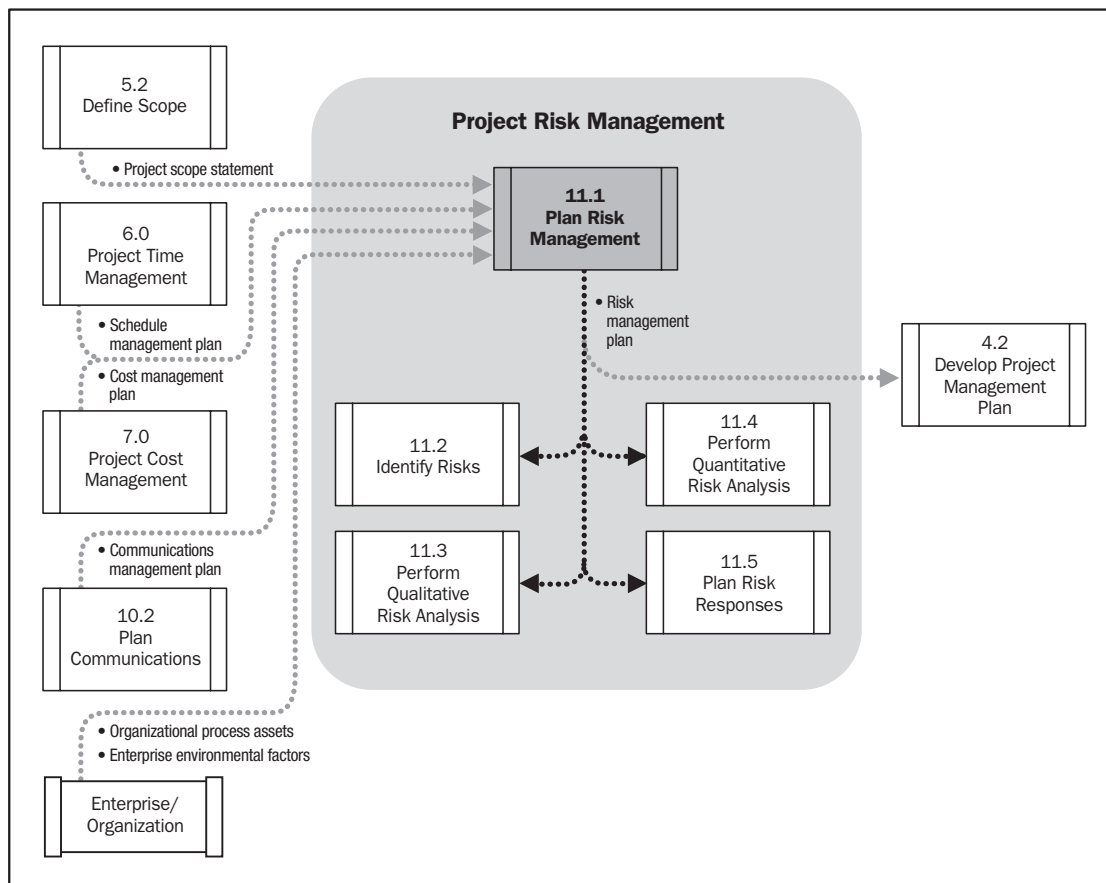 5.2
Define Scope
• Project scope statement
6.0
Project Time
Management
• Schedule
management plan
• Cost management
plan
7.0
Project Cost
Management
• Communications
management plan
10.2
Plan
Communications
• Organizational process assets
• Enterprise environmental factors
Enterprise/
Organization
Project Risk Management
11.1
Plan Risk
Management
• Risk
management
plan
11.2
Identify Risks
11.4
Perform
Quantitative
Risk Analysis
11.3
Perform
Qualitative
Risk Analysis
11.5
Plan Risk
Responses
4.2
Develop Project
Management
Plan